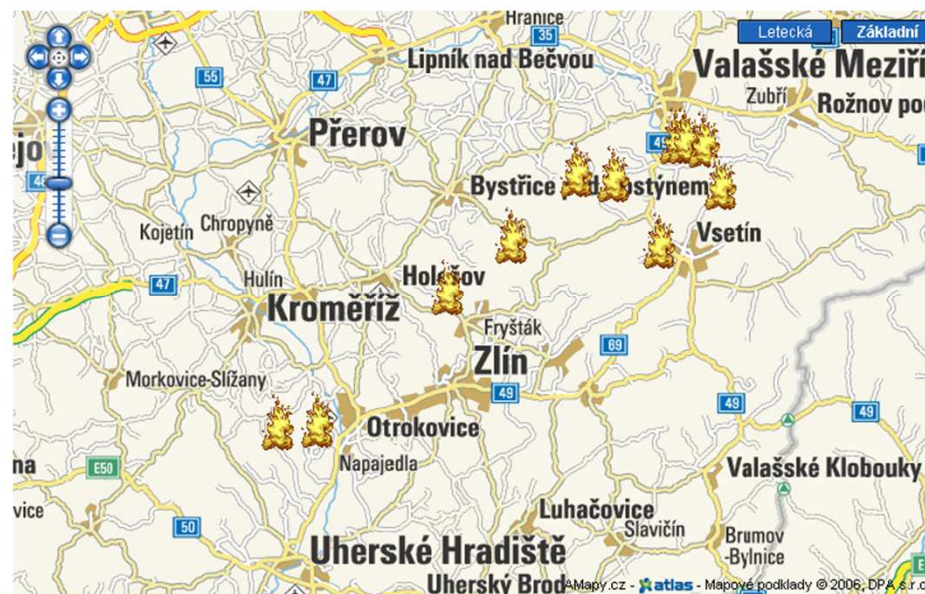 Hranice
Letecká
Základní
35
Lipník nad Bečvou
Valašské Meziří
47
55
Zubří
Rožnov po
Přerov
Bystřice
ostýnem
Chropyně
Kojetín
Vsetín
Hulín
47
Holešov
Kroměříž
Fryšták
69
Zlín
Morkovice-Slížany
49
49
49
Otrokovice
Napajedla
na
E50
Valašské Klobouky
vice
Luhačovice
50
Slavičín
Brumov
-Bylnice
Uherské Hradiště
Uherský Brod
AMapy.cz - atlas - Mapové podklady © 2006, DPA s.r.o